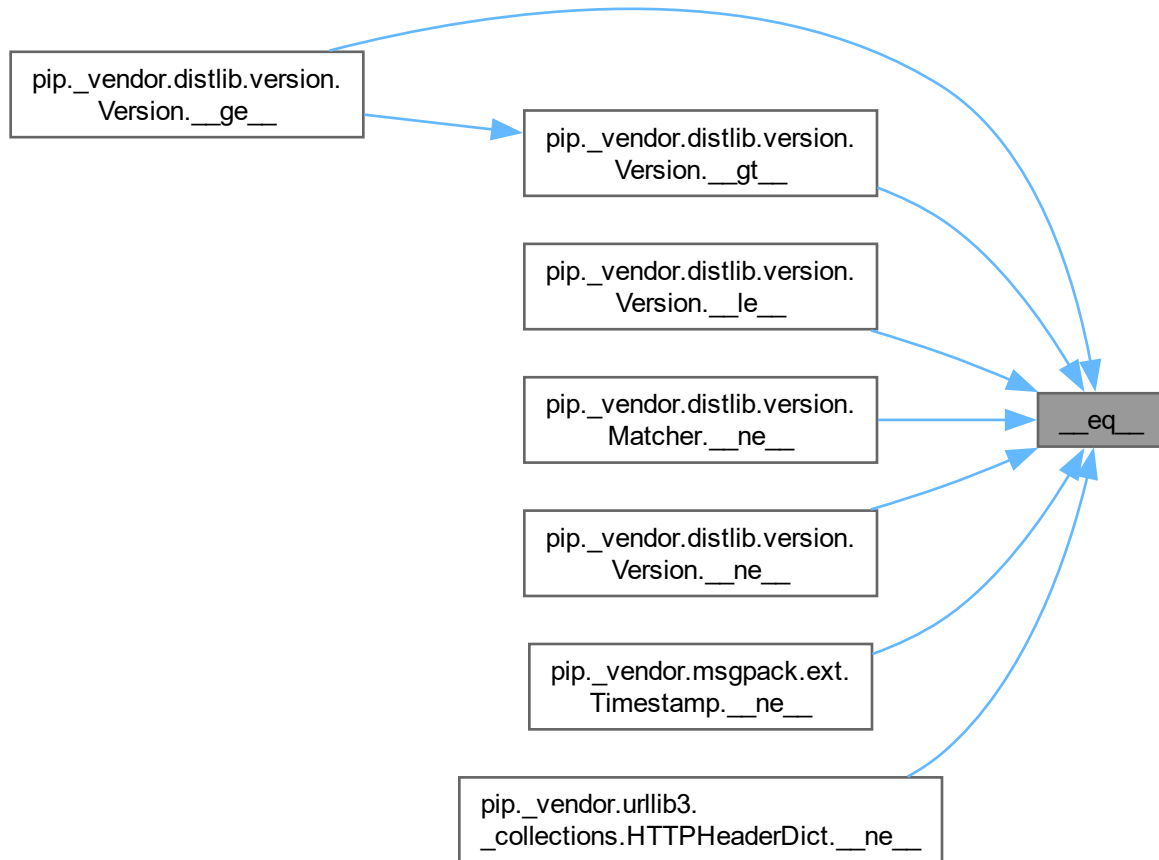 pip._vendor.distlib.version.
Version.__ge__
pip._vendor.distlib.version.
Version.__gt__
pip._vendor.distlib.version.
Version.__le__
pip._vendor.distlib.version.
Matcher.__ne__
pip._vendor.distlib.version.
Version.__ne__
pip._vendor.msgpack.ext.
Timestamp.__ne__
pip._vendor.urllib3.
_collections.HTTPHeaderDict.__ne__
__eq__